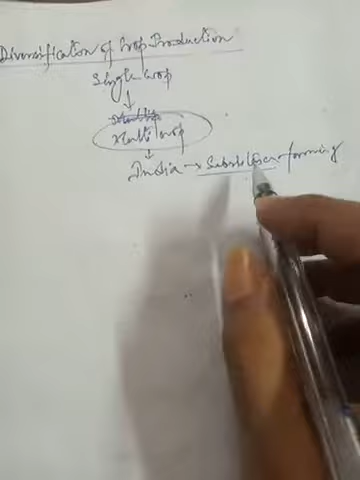 Diversification of Crop Production
Single crop
↓
Multi crop
↓
India → Subsistence farming